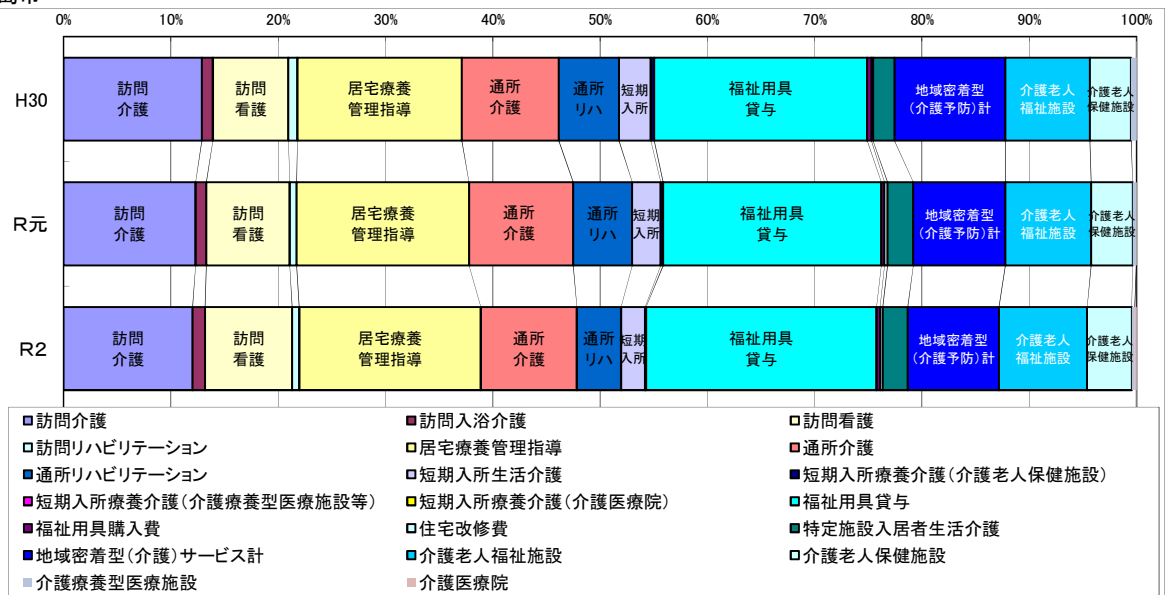 0% 10% 20% 30% 40% 50% 60% 70% 80% 90% 100%
H30
訪問
介護
訪問
看護
居宅療養
管理指導
通所
介護
通所
リハ
短期
入所
福祉用具
貸与
地域密着型
(介護予防)計
介護老人
福祉施設
介護老人
保健施設
R元
訪問
介護
訪問
看護
居宅療養
管理指導
通所
介護
通所
リハ
短期
入所
福祉用具
貸与
地域密着型
(介護予防)計
介護老人
福祉施設
介護老人
保健施設
R2
訪問
介護
訪問
看護
居宅療養
管理指導
通所
介護
通所
リハ
短期
入所
福祉用具
貸与
地域密着型
(介護予防)計
介護老人
福祉施設
介護老人
保健施設
訪問介護 訪問入浴介護 訪問看護
訪問リハビリテーション 居宅療養管理指導 通所介護
通所リハビリテーション 短期入所生活介護 短期入所療養介護(介護老人保健施設)
短期入所療養介護(介護療養型医療施設等) 短期入所療養介護(介護医療院) 福祉用具貸与
福祉用具購入費 住宅改修費 特定施設入居者生活介護
地域密着型(介護)サービス計 介護老人福祉施設 介護老人保健施設
介護療養型医療施設 介護医療院